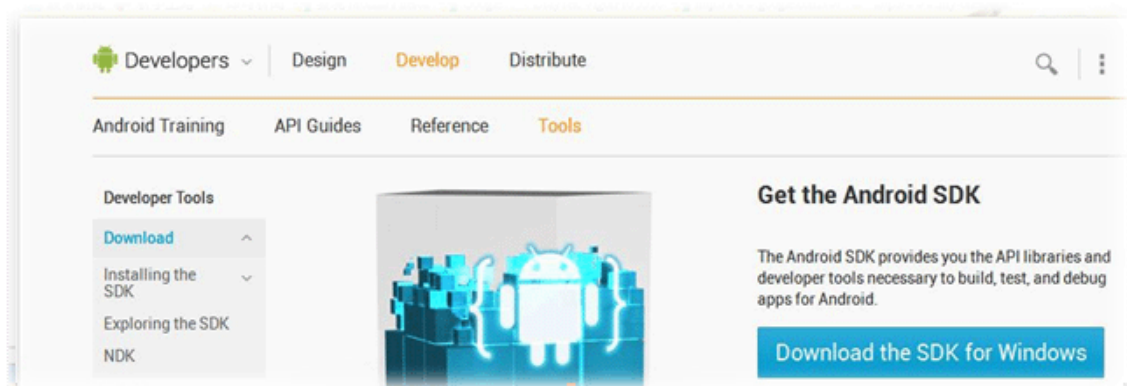 Developers Design Develop Distribute
Android Training API Guides Reference Tools
Developer Tools
Download
Installing the
SDK
Exploring the SDK
NDK
Get the Android SDK
The Android SDK provides you the API libraries and
developer tools necessary to build, test, and debug
apps for Android.
Download the SDK for Windows